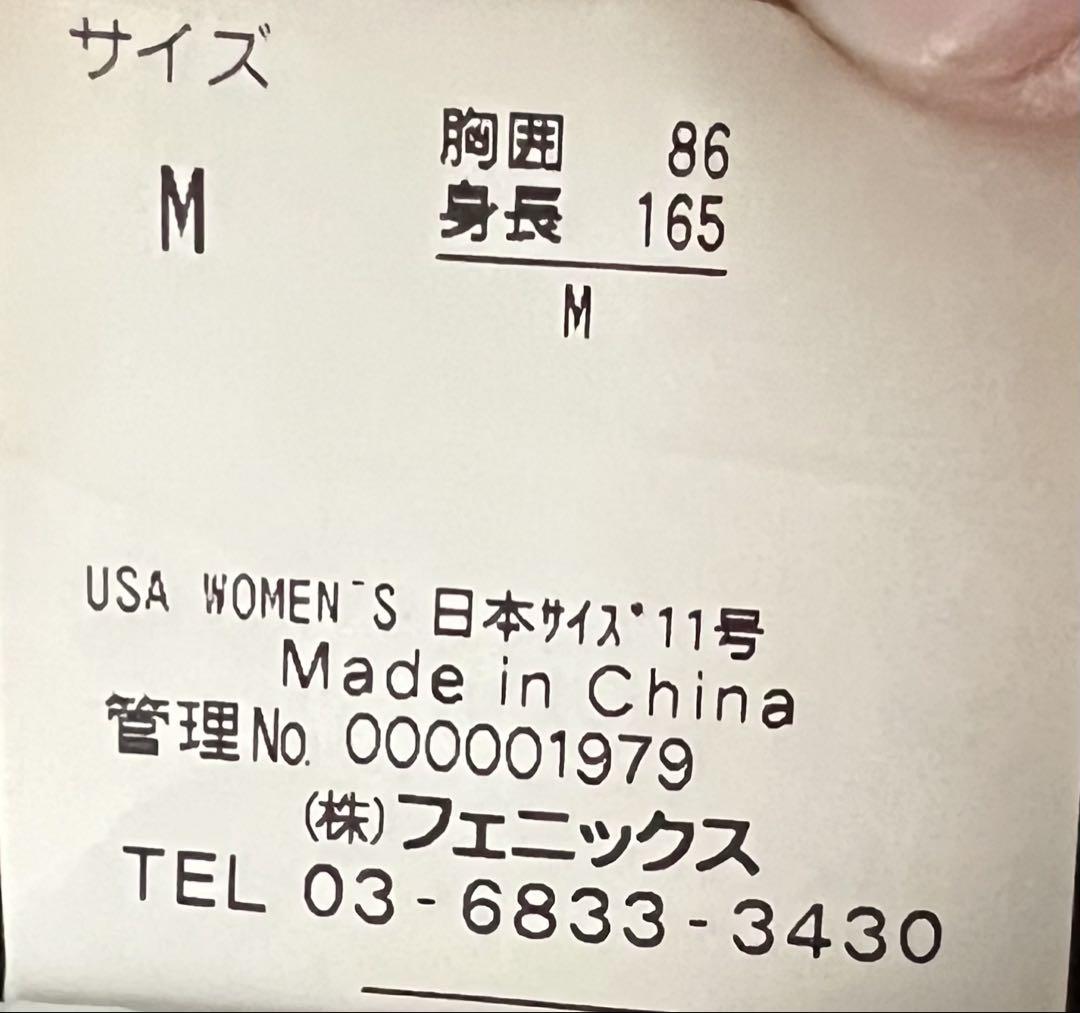 サイズ
M
胸囲 86
身長 165
M
USA WOMEN¯S 日本ｻｲｽﾞ11号
Made in China
管理No. 000001979
(株)フェニックス
TEL 03-6833-3430